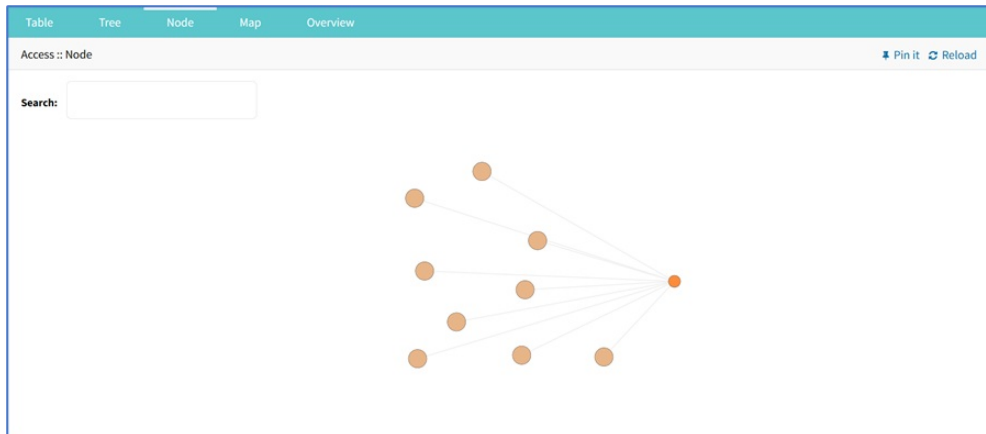 Table Tree Node Map Overview
Access :: Node Pin it Reload
Search: